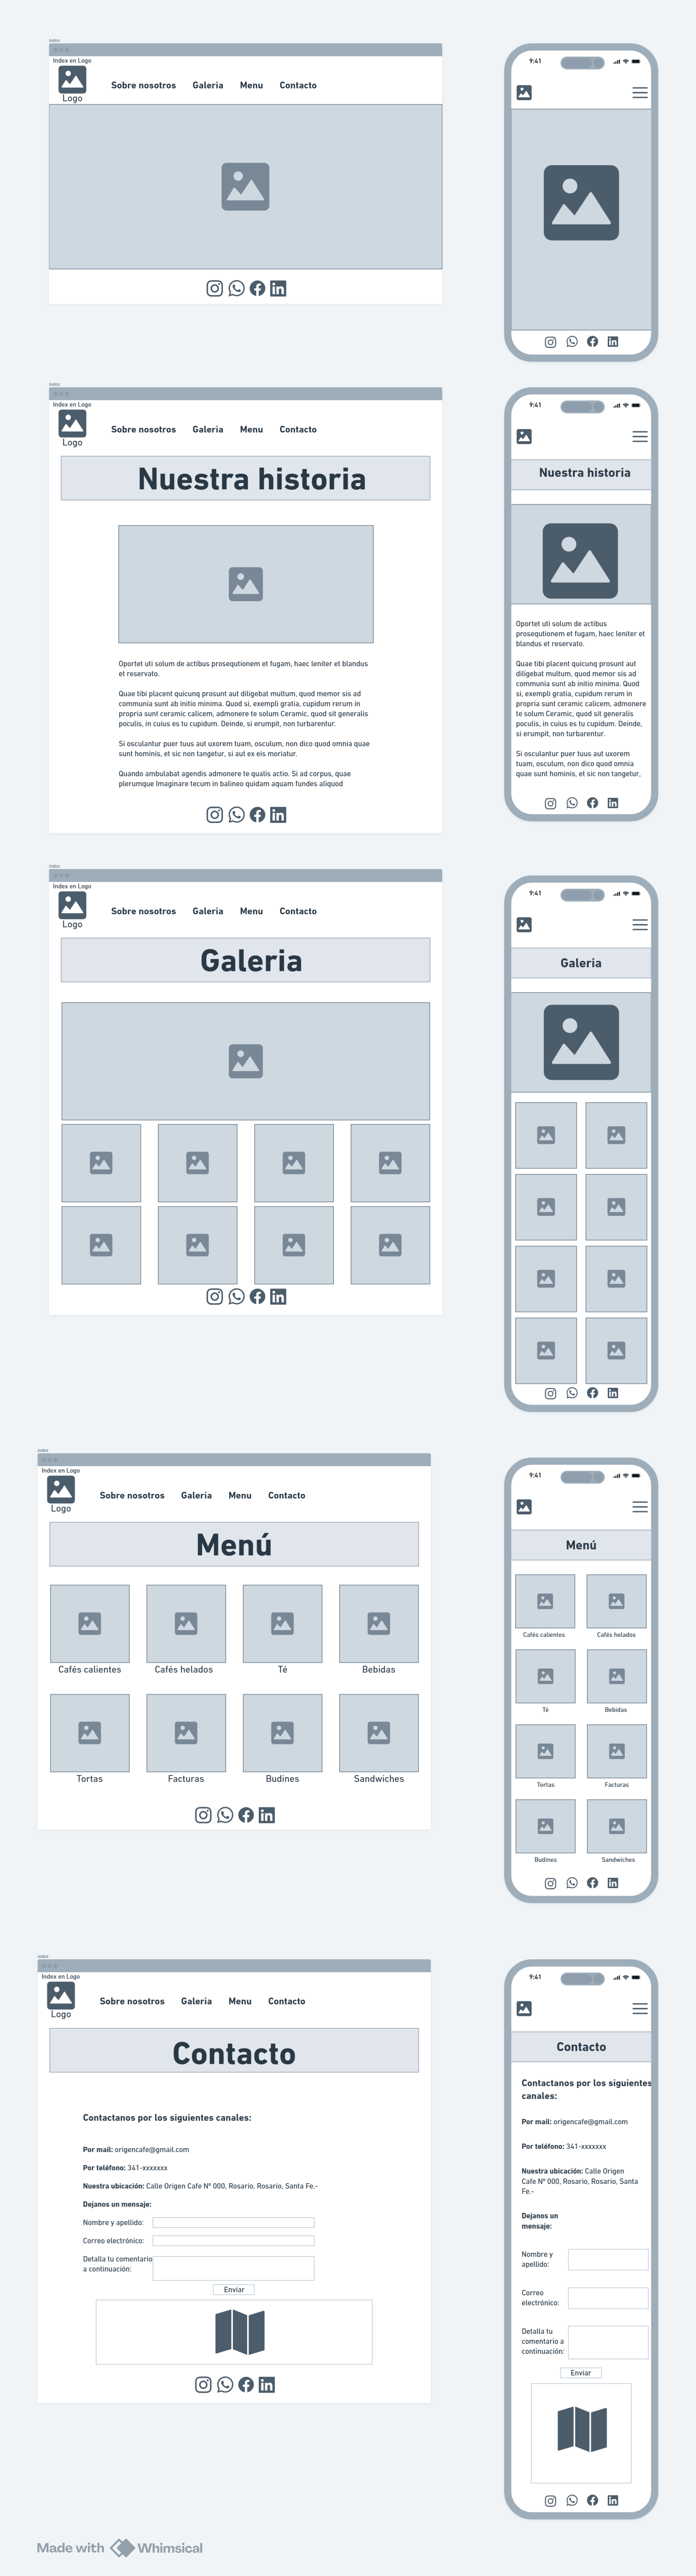 index
Index en Logo
Logo
Sobre nosotros Galeria Menu Contacto
9:41
index
Index en Logo
Logo
Sobre nosotros Galeria Menu Contacto
Nuestra historia
Oportet uti solum de actibus prosequtionem et fugam, haec leniter et blandus
et reservato.
Quae tibi placent quicunq prosunt aut diligebat multum, quod memor sis ad
communia sunt ab initio minima. Quod si, exempli gratia, cupidum rerum in
propria sunt ceramic calicem, admonere te solum Ceramic, quod sit generalis
poculis, in cuius es tu cupidum. Deinde, si erumpit, non turbarentur.
Si osculantur puer tuus aut uxorem tuam, osculum, non dico quod omnia quae
sunt hominis, et sic non tangetur, si aut ex eis moriatur.
Quando ambulabat agendis admonere te qualis actio. Si ad corpus, quae
plerumque Imaginare tecum in balineo quidam aquam fundes aliquod
9:41
Nuestra historia
Oportet uti solum de actibus
prosequtionem et fugam, haec leniter et
blandus et reservato.
Quae tibi placent quicunq prosunt aut
diligebat multum, quod memor sis ad
communia sunt ab initio minima. Quod
si, exempli gratia, cupidum rerum in
propria sunt ceramic calicem, admonere
te solum Ceramic, quod sit generalis
poculis, in cuius es tu cupidum. Deinde,
si erumpit, non turbarentur.
Si osculantur puer tuus aut uxorem
tuam, osculum, non dico quod omnia
quae sunt hominis, et sic non tangetur,
index
Index en Logo
Logo
Sobre nosotros Galeria Menu Contacto
Galeria
9:41
Galeria
index
Index en Logo
Logo
Sobre nosotros Galeria Menu Contacto
Menú
Cafés calientes Cafés helados Té Bebidas
Tortas Facturas Budines Sandwiches
9:41
Menú
Cafés calientes Cafés helados
Té Bebidas
Tortas Facturas
Budines Sandwiches
index
Index en Logo
Logo
Sobre nosotros Galeria Menu Contacto
Contacto
Contactanos por los siguientes canales:
Por mail: origencafe@gmail.com
Por teléfono: 341-xxxxxxx
Nuestra ubicación: Calle Origen Cafe Nº 000, Rosario, Rosario, Santa Fe.-
Dejanos un mensaje:
Nombre y apellido:
Correo electrónico:
Detalla tu comentario
a continuación:
Enviar
9:41
Contacto
Contactanos por los siguientes
canales:
Por mail: origencafe@gmail.com
Por teléfono: 341-xxxxxxx
Nuestra ubicación: Calle Origen
Cafe Nº 000, Rosario, Rosario, Santa
Fe.-
Dejanos un
mensaje:
Nombre y
apellido:
Correo
electrónico:
Detalla tu
comentario a
continuación:
Enviar
Made with Whimsical